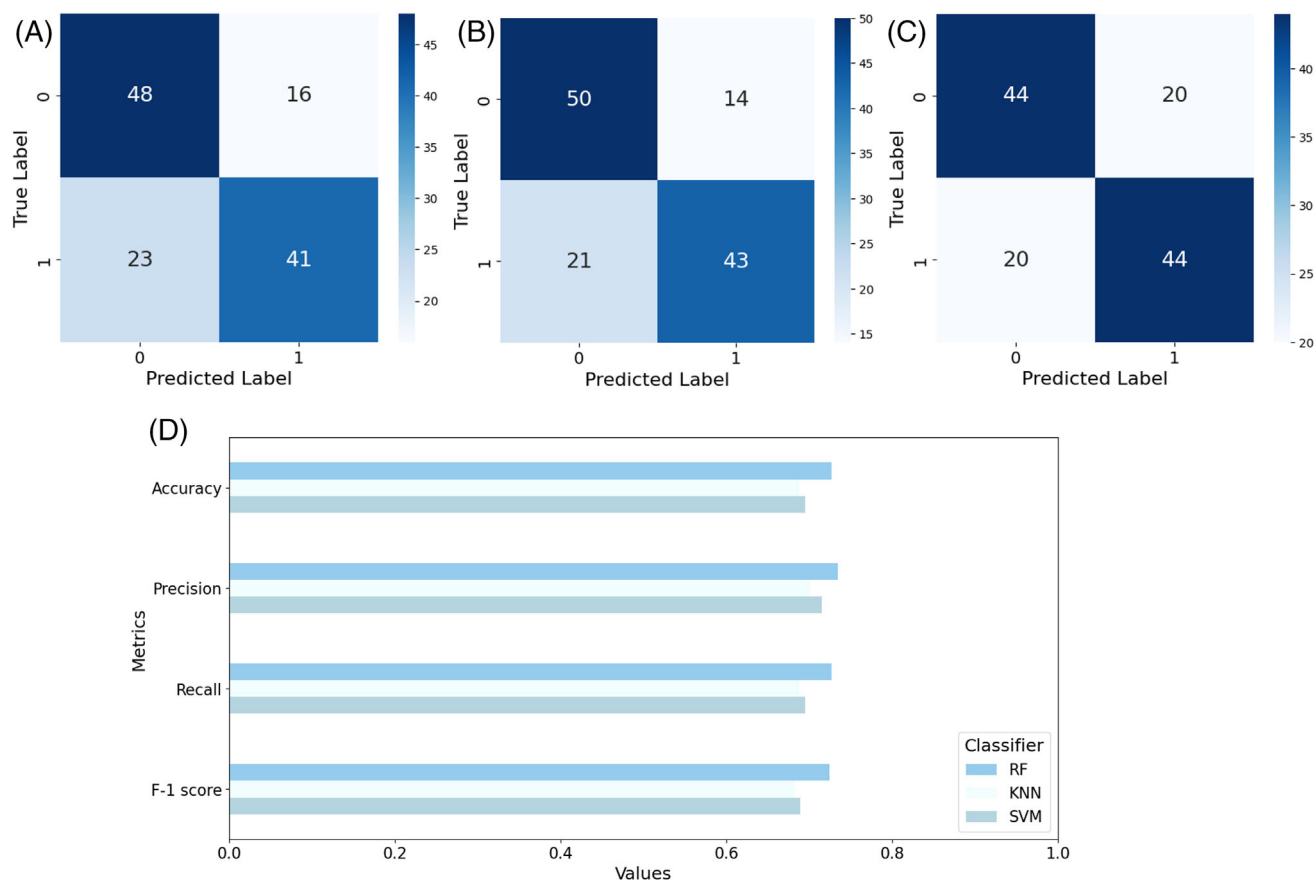 (A)
True Label
0
1
48
16
23
41
0
1
Predicted Label
45
40
35
30
25
20
(B)
True Label
0
1
50
14
21
43
0
1
Predicted Label
50
45
40
35
30
25
20
15
(C)
True Label
0
1
44
20
20
44
0
1
Predicted Label
40
35
30
25
20
(D)
Metrics
Accuracy
Precision
Recall
F-1 score
Classifier
RF
KNN
SVM
0.0
0.2
0.4
0.6
0.8
1.0
Values